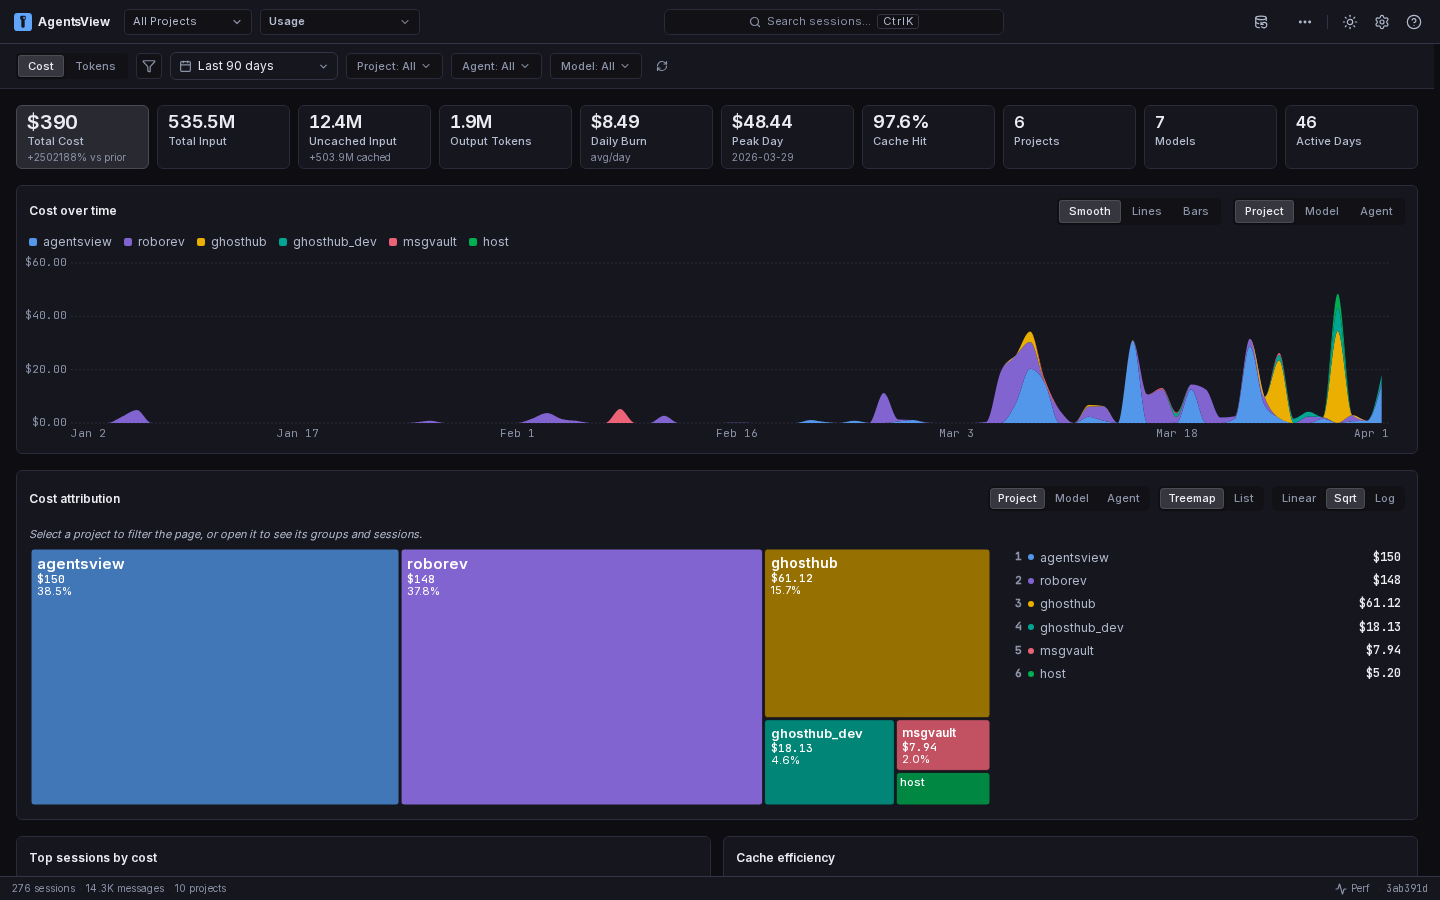 AgentsView All Projects Usage Search sessions... CtrlK
Cost Tokens Last 90 days Project: All Agent: All Model: All
$390 535.5M 12.4M 1.9M $8.49 $48.44 97.6% 6 7 46
Total Cost Total Input Uncached Input Output Tokens Daily Burn Peak Day Cache Hit Projects Models Active Days
+2502188% vs prior +503.9M cached avg/day 2026-03-29
Cost over time Smooth Lines Bars Project Model Agent
agentsview roborev ghosthub ghosthub_dev msgvault host
$60.00
$40.00
$20.00
$0.00
Jan 2 Jan 17 Feb 1 Feb 16 Mar 3 Mar 18 Apr 1
Cost attribution Project Model Agent Treemap List Linear Sqrt Log
Select a project to filter the page, or open it to see its groups and sessions.
agentsview
$150
38.5%
roborev
$148
37.8%
ghosthub
$61.12
15.7%
ghosthub_dev
$18.13
4.6%
msgvault
$7.94
2.0%
host
1 agentsview $150
2 roborev $148
3 ghosthub $61.12
4 ghosthub_dev $18.13
5 msgvault $7.94
6 host $5.20
Top sessions by cost Cache efficiency
276 sessions 14.3K messages 10 projects Perf 3ab391d